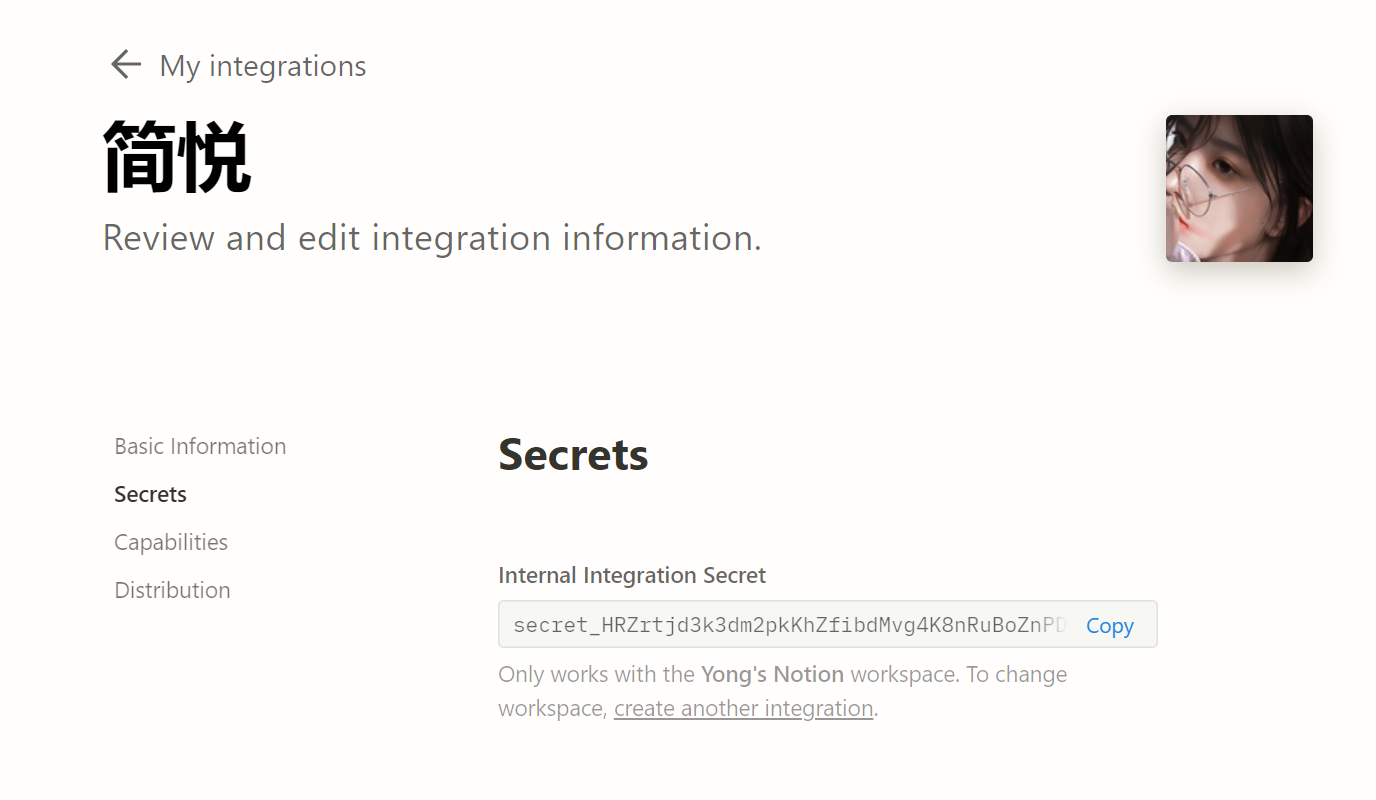 My integrations
简悦
Review and edit integration information.
Basic Information
Secrets
Capabilities
Distribution
Secrets
Internal Integration Secret
secret_HRZrtjd3k3dm2pkKhZfibdMvg4K8nRuBoZnPD Copy
Only works with the Yong's Notion workspace. To change
workspace, create another integration.